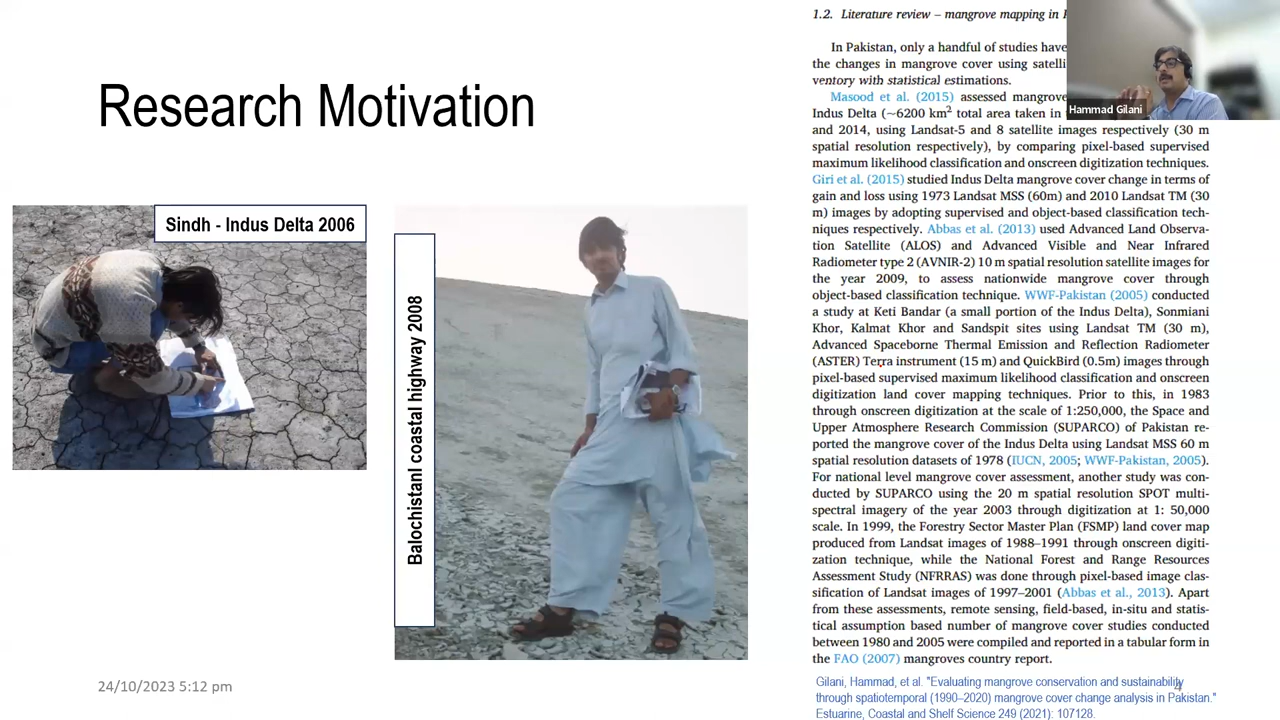 Research Motivation
Sindh - Indus Delta 2006
Balochistanl coastal highway 2008
24/10/2023 5:12 pm
1.2. Literature review – mangrove mapping in
In Pakistan, only a handful of studies have
the changes in mangrove cover using
ventory with statistical estimations.
Masood et al. (2015) assessed
Indus Delta (~6200 km² total area taken in
and 2014, using Landsat-5 and 8 satellite images respectively (30 m
spatial resolution respectively), by comparing pixel-based supervised
maximum likelihood classification and onscreen digitization techniques.
Giri et al. (2015) studied Indus Delta mangrove cover change in terms of
gain and loss using 1973 Landsat MSS (60m) and 2010 Landsat TM (30
m) images by adopting supervised and object-based classification tech-
niques respectively. Abbas et al. (2013) used Advanced Land Observa-
tion Satellite (ALOS) and Advanced Visible and Near Infrared
Radiometer type 2 (AVNIR-2) 10 m spatial resolution satellite images for
the year 2009, to assess nationwide mangrove cover through
object-based classification technique. WWF-Pakistan (2005) conducted
a study at Keti Bandar (a small portion of the Indus Delta), Sonmiani
Khor, Kalmat Khor and Sandspit sites using Landsat TM (30 m),
Advanced Spaceborne Thermal Emission and Reflection Radiometer
(ASTER) Terra instrument (15 m) and QuickBird (0.5m) images through
pixel-based supervised maximum likelihood classification and onscreen
digitization land cover mapping techniques. Prior to this, in 1983
through onscreen digitization at the scale of 1:250,000, the Space and
Upper Atmosphere Research Commission (SUPARCO) of Pakistan re-
ported the mangrove cover of the Indus Delta using Landsat MSS 60 m
spatial resolution datasets of 1978 (IUCN, 2005; WWF-Pakistan, 2005).
For national level mangrove cover assessment, another study was con-
ducted by SUPARCO using the 20 m spatial resolution SPOT multi-
spectral imagery of the year 2003 through digitization at 1: 50,000
scale. In 1999, the Forestry Sector Master Plan (FSMP) land cover map
produced from Landsat images of 1988–1991 through onscreen digiti-
zation technique, while the National Forest and Range Resources
Assessment Study (NFRRAS) was done through pixel-based image clas-
sification of Landsat images of 1997–2001 (Abbas et al., 2013). Apart
from these assessments, remote sensing, field-based, in-situ and statis-
tical assumption based number of mangrove cover studies conducted
between 1980 and 2005 were compiled and reported in a tabular form in
the FAO (2007) mangroves country report.
Gilani, Hammad, et al. "Evaluating mangrove conservation and sustainability
through spatiotemporal (1990–2020) mangrove cover change analysis in Pakistan."
Estuarine, Coastal and Shelf Science 249 (2021): 107128.
4
Hammad Gilani